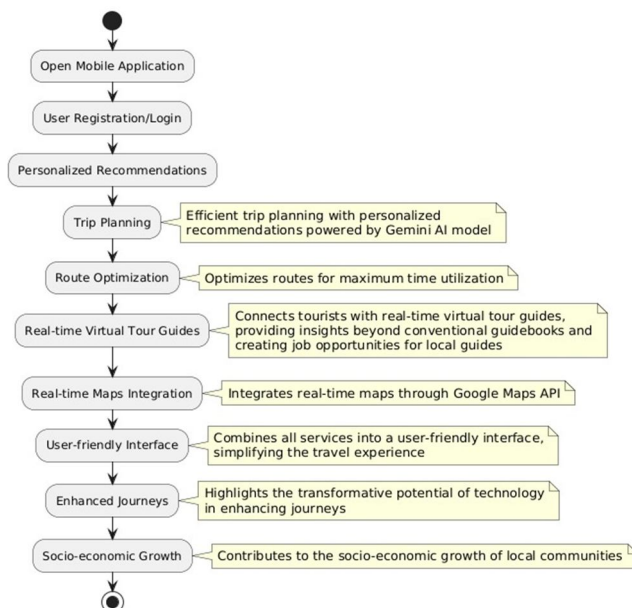 Open Mobile Application
User Registration/Login
Personalized Recommendations
Trip Planning
Efficient trip planning with personalized
recommendations powered by Gemini AI model
Route Optimization
Optimizes routes for maximum time utilization
Real-time Virtual Tour Guides
Connects tourists with real-time virtual tour guides,
providing insights beyond conventional guidebooks and
creating job opportunities for local guides
Real-time Maps Integration
Integrates real-time maps through Google Maps API
User-friendly Interface
Combines all services into a user-friendly interface,
simplifying the travel experience
Enhanced Journeys
Highlights the transformative potential of technology
in enhancing journeys
Socio-economic Growth
Contributes to the socio-economic growth of local communities